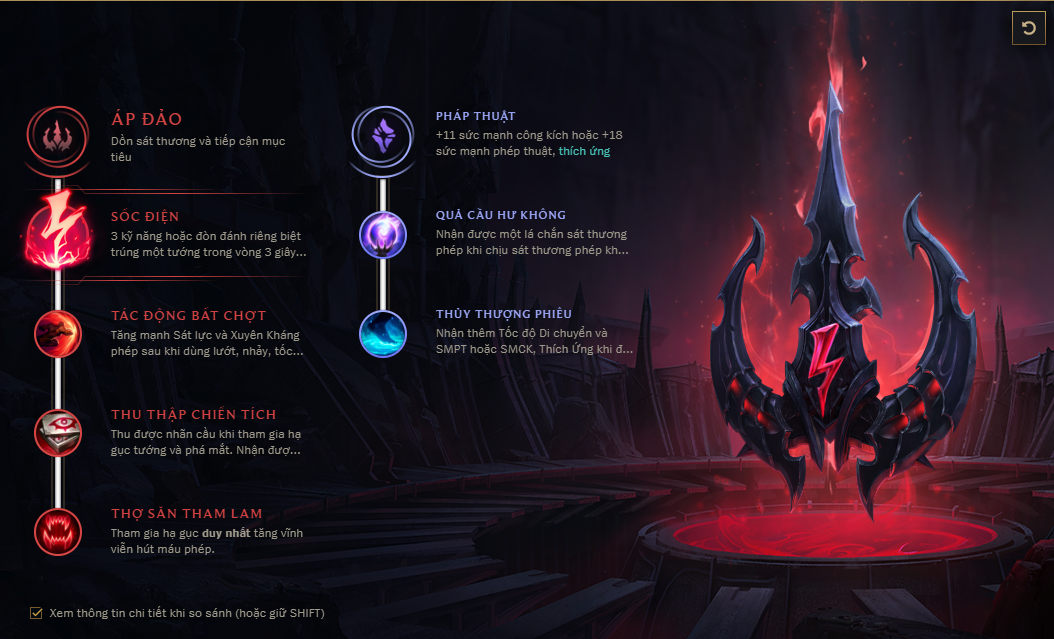 ÁP ĐẢO
Dồn sát thương và tiếp cận mục
tiêu
SỐC ĐIỆN
3 kỹ năng hoặc đòn đánh riêng biệt
trúng một tướng trong vòng 3 giây...
TÁC ĐỘNG BẤT CHỢT
Tăng mạnh Sát lực và Xuyên Kháng
phép sau khi dùng lướt, nhảy, tốc...
THU THẬP CHIẾN TÍCH
Thu được nhãn cầu khi tham gia hạ
gục tướng và phá mắt. Nhận đượ...
THỢ SĂN THAM LAM
Tham gia hạ gục duy nhất tăng vĩnh
viễn hút máu phép.
PHÁP THUẬT
+11 sức mạnh công kích hoặc +18
sức mạnh phép thuật, thích ứng
QUẢ CẦU HƯ KHÔNG
Nhận được một lá chắn sát thương
phép khi chịu sát thương phép kh...
THỦY THƯỢNG PHIÊU
Nhận thêm Tốc độ Di chuyển và
SMPT hoặc SMCK, Thích Ứng khi đ...
Xem thông tin chi tiết khi so sánh (hoặc giữ SHIFT)